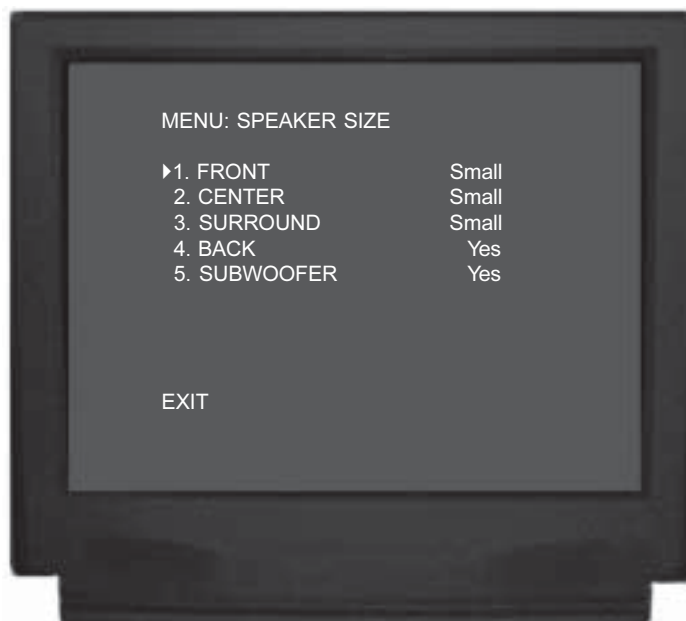 MENU: SPEAKER SIZE
1. FRONT Small
2. CENTER Small
3. SURROUND Small
4. BACK Yes
5. SUBWOOFER Yes
EXIT